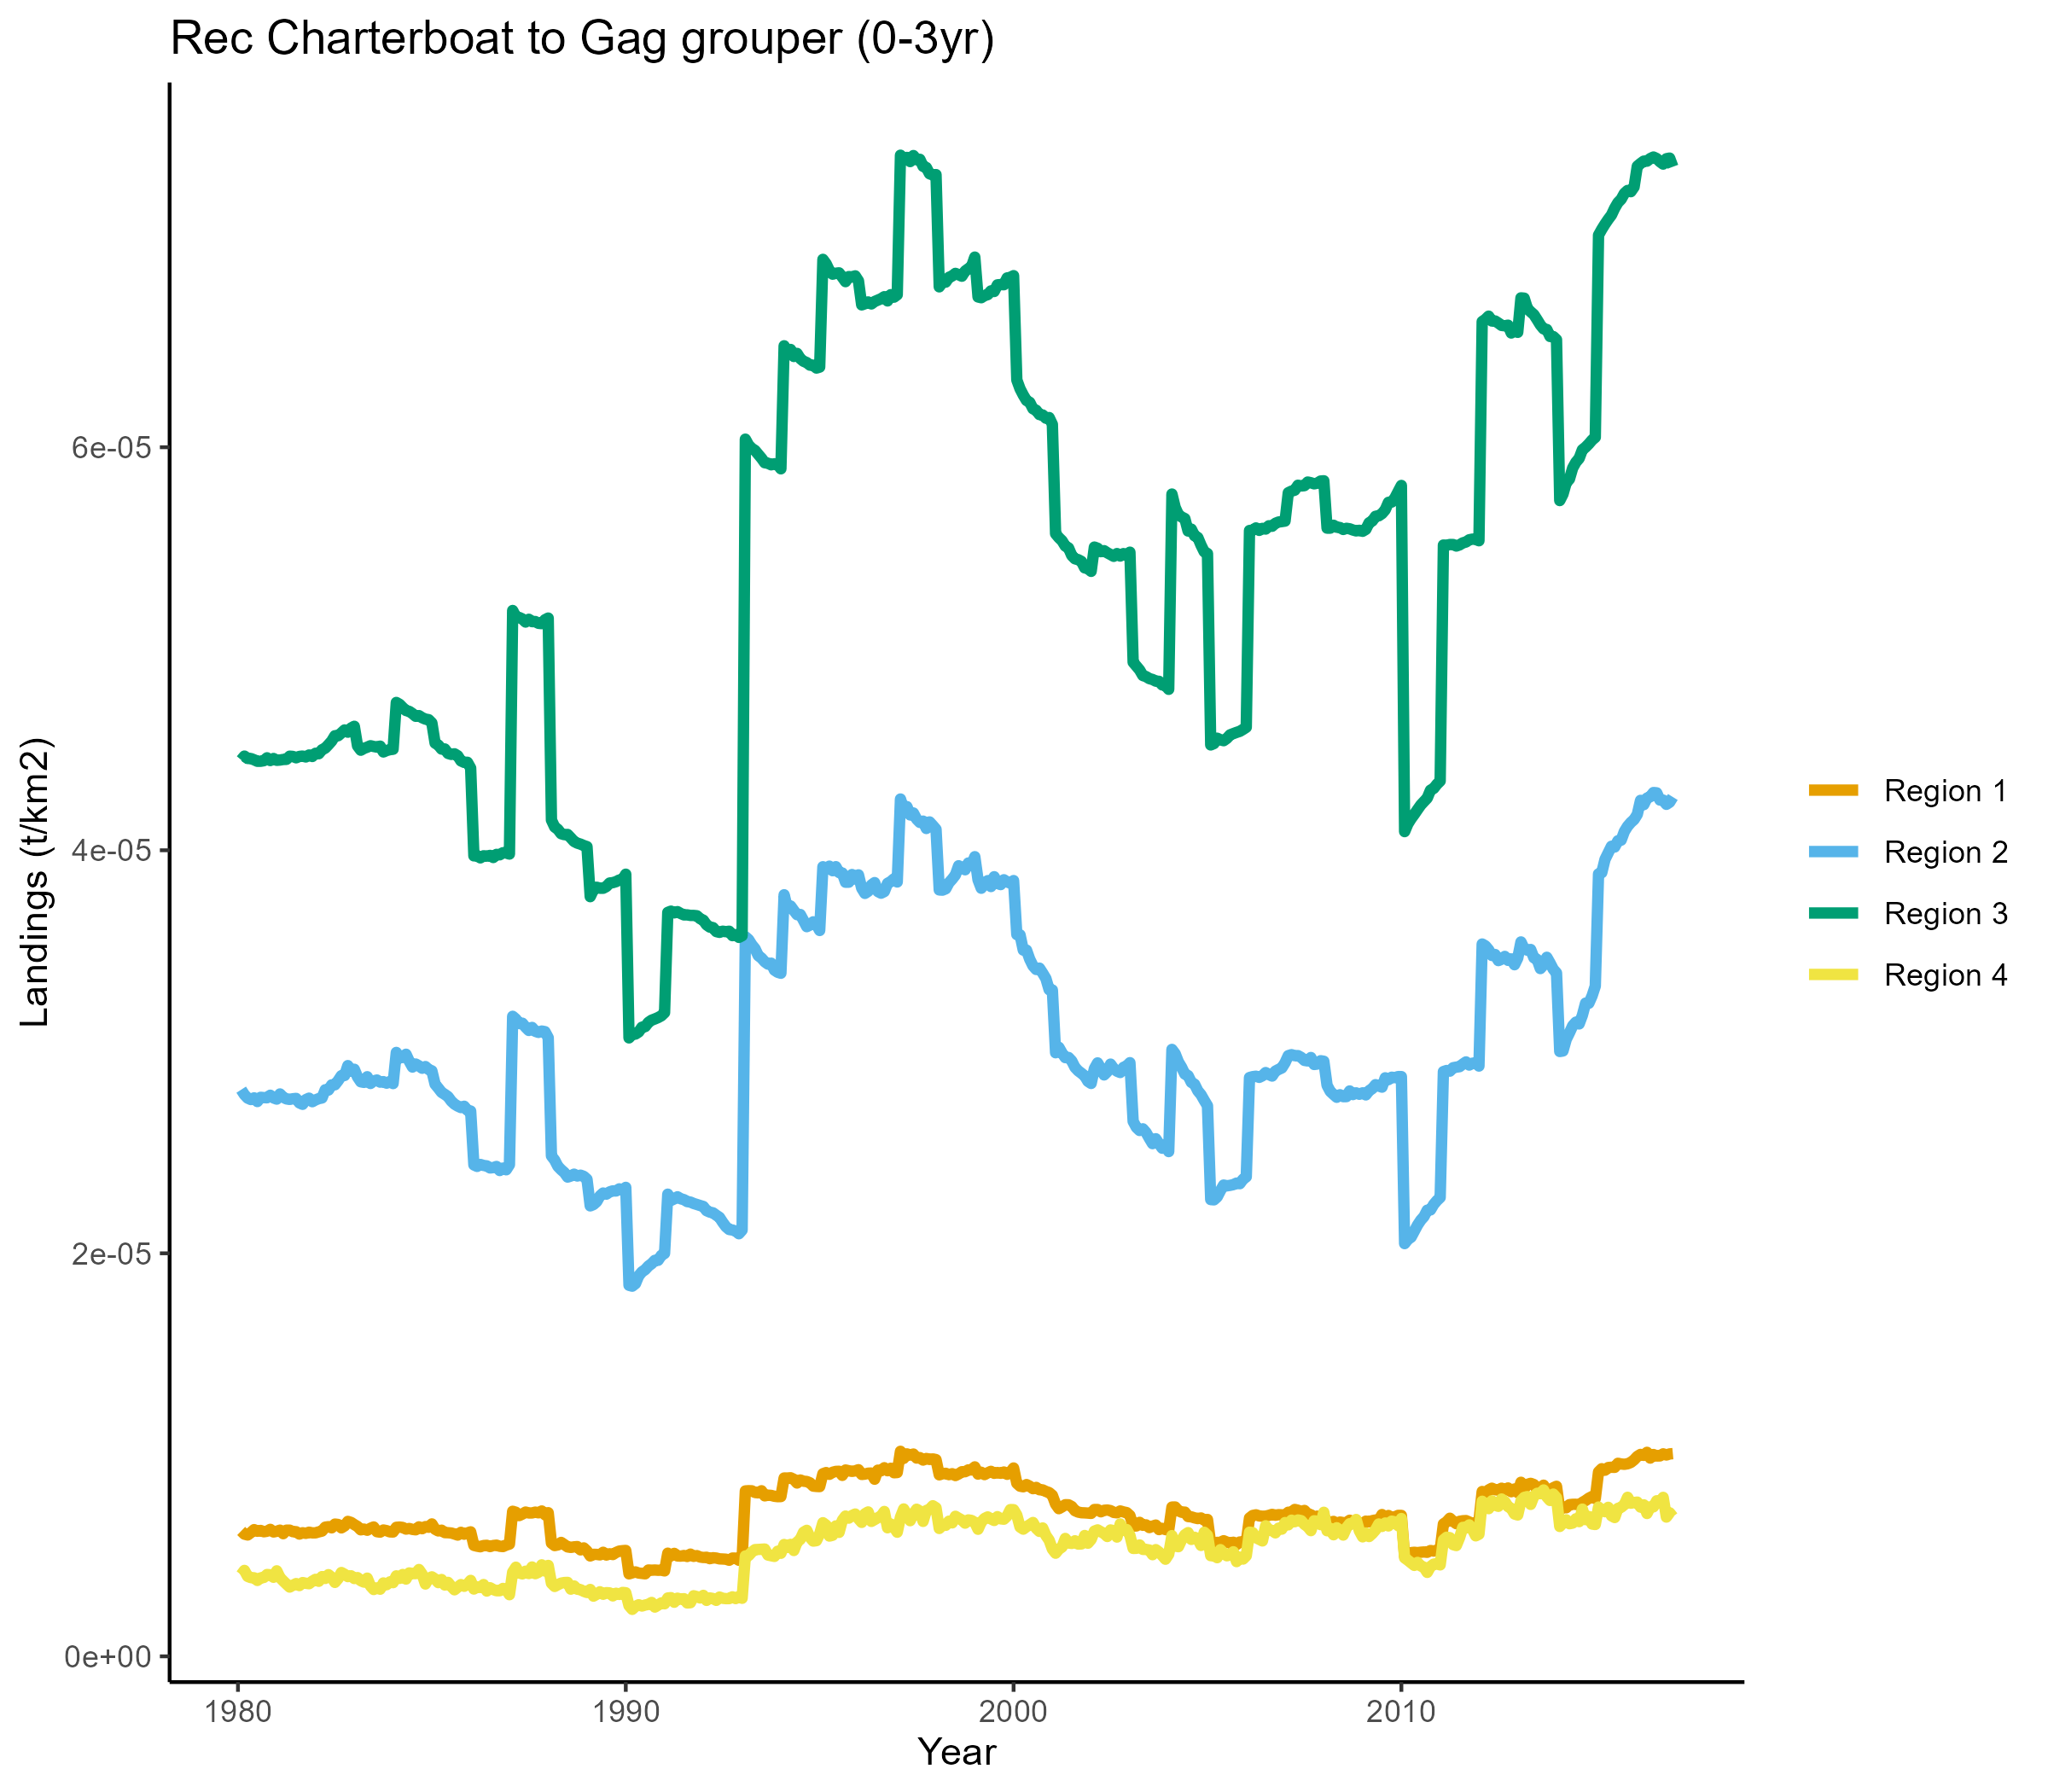 Rec Charterboat to Gag grouper (0-3yr)
Landings (t/km2)
6e-05
4e-05
2e-05
0e+00
1980
1990
2000
2010
Year
Region 1
Region 2
Region 3
Region 4